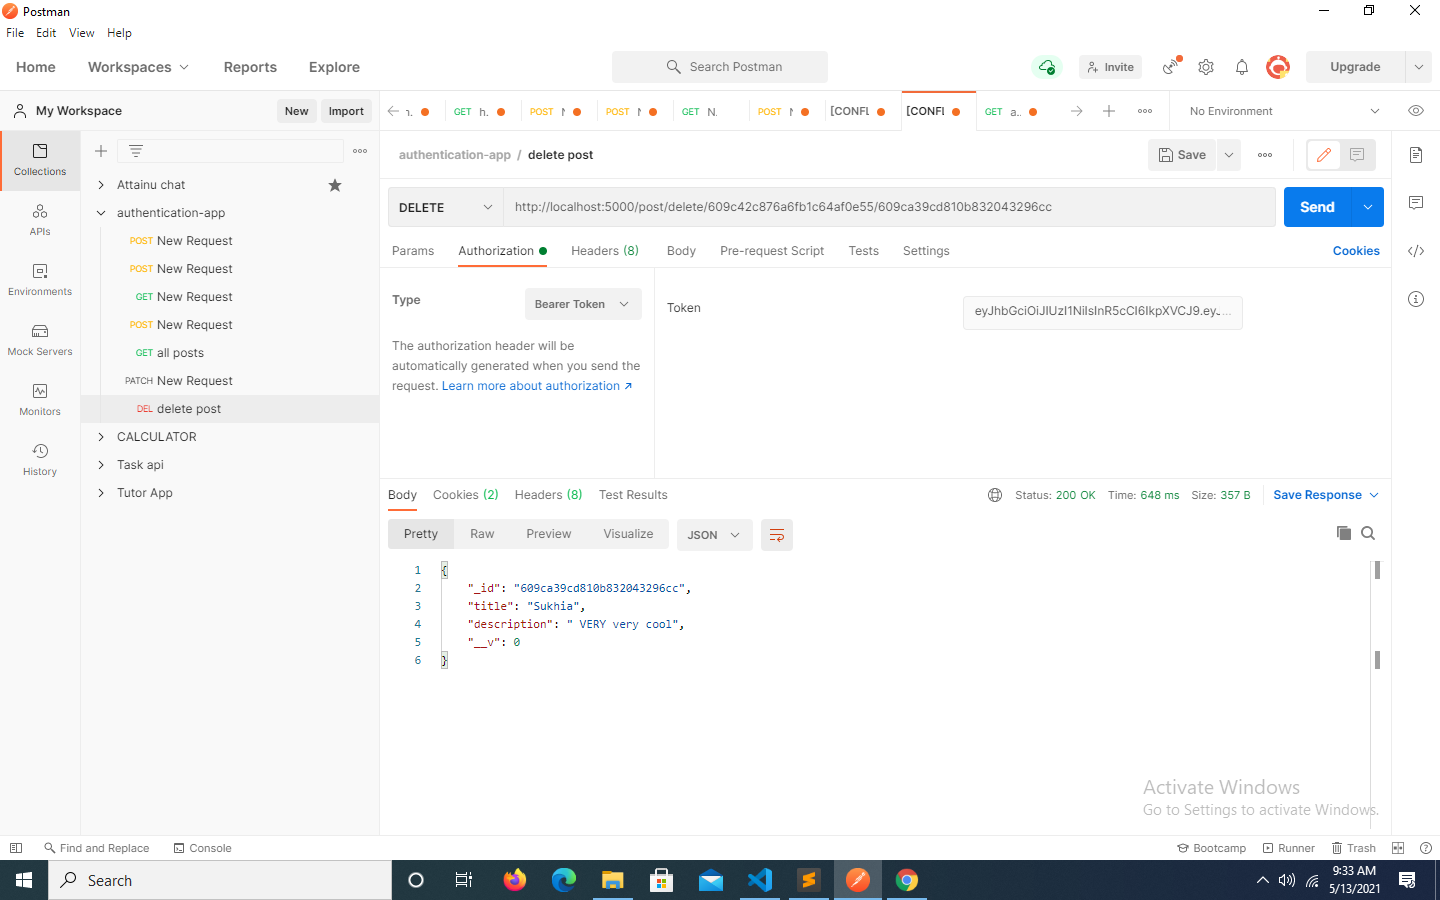 Postman
File Edit View Help
Home Workspaces Reports Explore
Search Postman
Invite
Upgrade
My Workspace
New Import
GET h.
POST
POST
GET N.
POST
[CONFL
[CONFL
GET a..
No Environment
Collections
APIs
Environments
Mock Servers
Monitors
History
Attainu chat
authentication-app
POST New Request
POST New Request
GET New Request
POST New Request
GET all posts
PATCH New Request
DEL delete post
CALCULATOR
Task api
Tutor App
authentication-app / delete post
Save
DELETE
http://localhost:5000/post/delete/609c42c876a6fb1c64af0e55/609ca39cd810b832043296cc
Send
Params Authorization Headers (8) Body Pre-request Script Tests Settings
Cookies
Type
Bearer Token
The authorization header will be
automatically generated when you send the
request. Learn more about authorization ↗
Token
eyJhbGciOiJIUzI1NiIsInR5cCI6IkpXVCJ9.eyJ...
Body Cookies (2) Headers (8) Test Results
Status: 200 OK Time: 648 ms Size: 357 B
Save Response
Pretty Raw Preview Visualize JSON
1 {
2 "_id": "609ca39cd810b832043296cc",
3 "title": "Sukhia",
4 "description": " VERY very cool",
5 "__v": 0
6 }
Activate Windows
Go to Settings to activate Windows.
Find and Replace Console
Bootcamp Runner Trash
Search
9:33 AM
5/13/2021